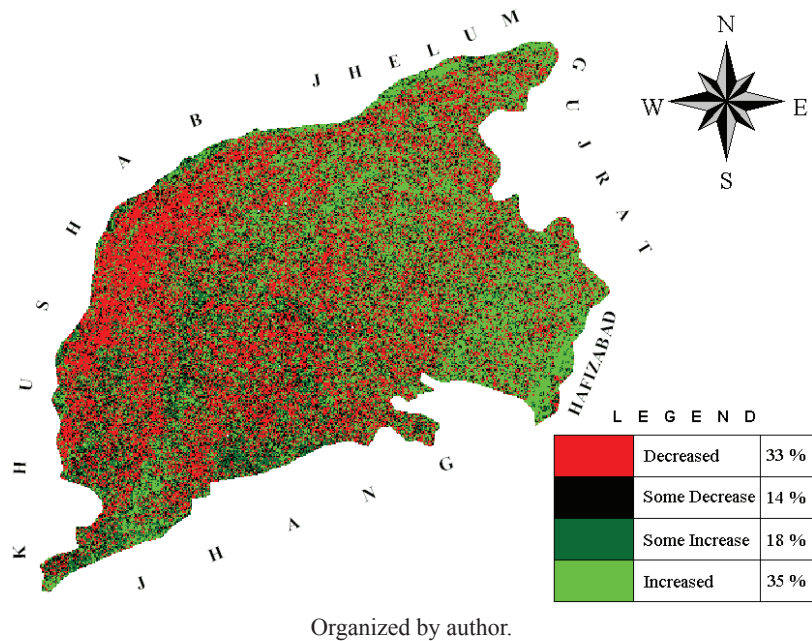 N
W E
S
J H E L U M
G U J R A T
K H U S H A B
HAFIZABAD
J H A N G
L E G E N D
Decreased 33 %
Some Decrease 14 %
Some Increase 18 %
Increased 35 %
Organized by author.